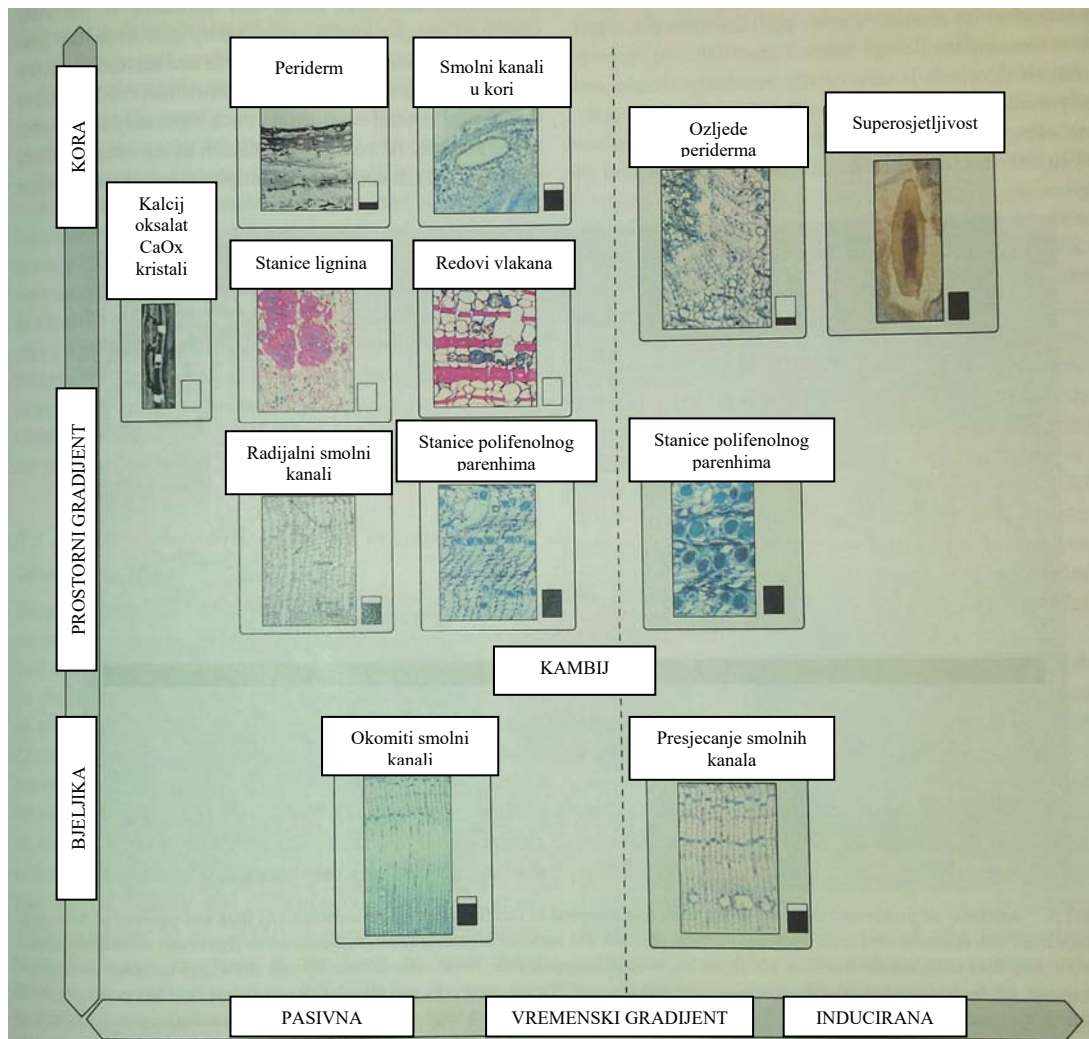 KORA
Periderm
Smolni kanali
u kori
Ozljede
periderma
Superosjetljivost
Kalcij
oksalat
CaOx
kristali
Stanice lignina
Redovi vlakana
PROSTORNI GRADIJENT
Radijalni smolni
kanali
Stanice polifenolnog
parenhima
Stanice polifenolnog
parenhima
KAMBIJ
BJELJIKA
Okomiti smolni
kanali
Presjecanje smolnih
kanala
PASIVNA
VREMENSKI GRADIJENT
INDUCIRANA